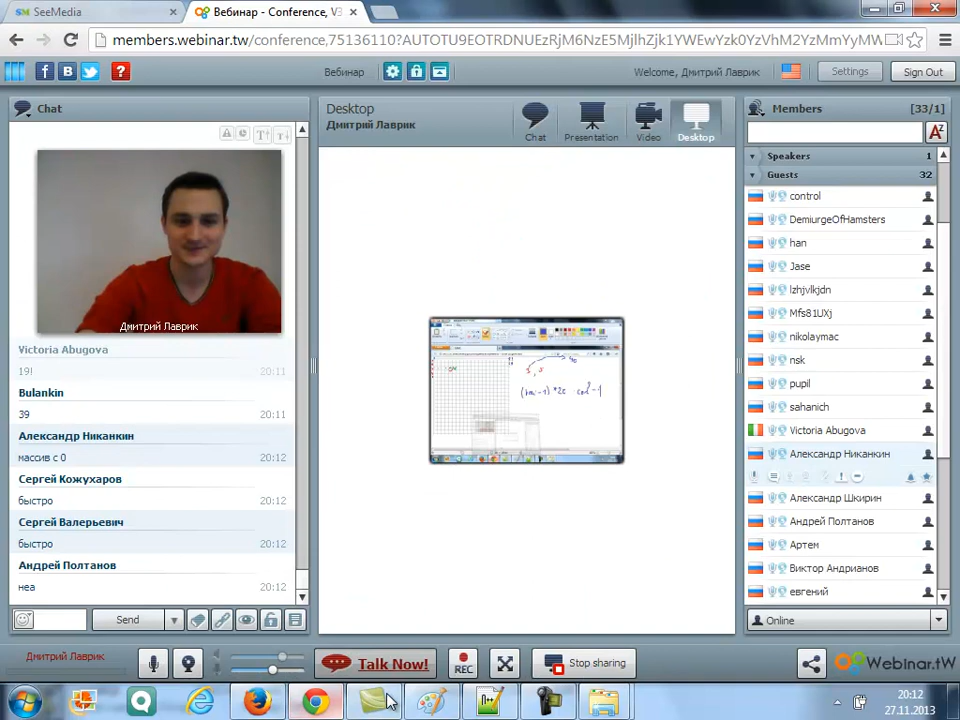 SeeMedia
Вебинар - Conference, V3
members.webinar.tw/conference,75136110?AUTOTU9EOTRDNUEzRjM6NzE5MjlhZjk1YWEwYzk0YzVhM2YzMmYyMW
Вебинар
Welcome, Дмитрий Лаврик
Settings
Sign Out
Chat
Дмитрий Лаврик
Victoria Abugova
19! 20:11
Bulankin
39 20:11
Александр Никанкин
массив с 0 20:12
Сергей Кожухаров
быстро 20:12
Сергей Валерьевич
быстро 20:12
Андрей Полтанов
неа 20:12
Send
Desktop
Дмитрий Лаврик
Chat
Presentation
Video
Desktop
Members [33/1]
Speakers 1
Guests 32
control
DemiurgeOfHamsters
han
Jase
lzhjvlkjdn
Mfs81UXj
nikolaymac
nsk
pupil
sahanich
Victoria Abugova
Александр Никанкин
Александр Шкирин
Андрей Полтанов
Артем
Виктор Андрианов
евгений
Online
Дмитрий Лаврик
Talk Now!
REC
Stop sharing
Webinar.tW
20:12
27.11.2013